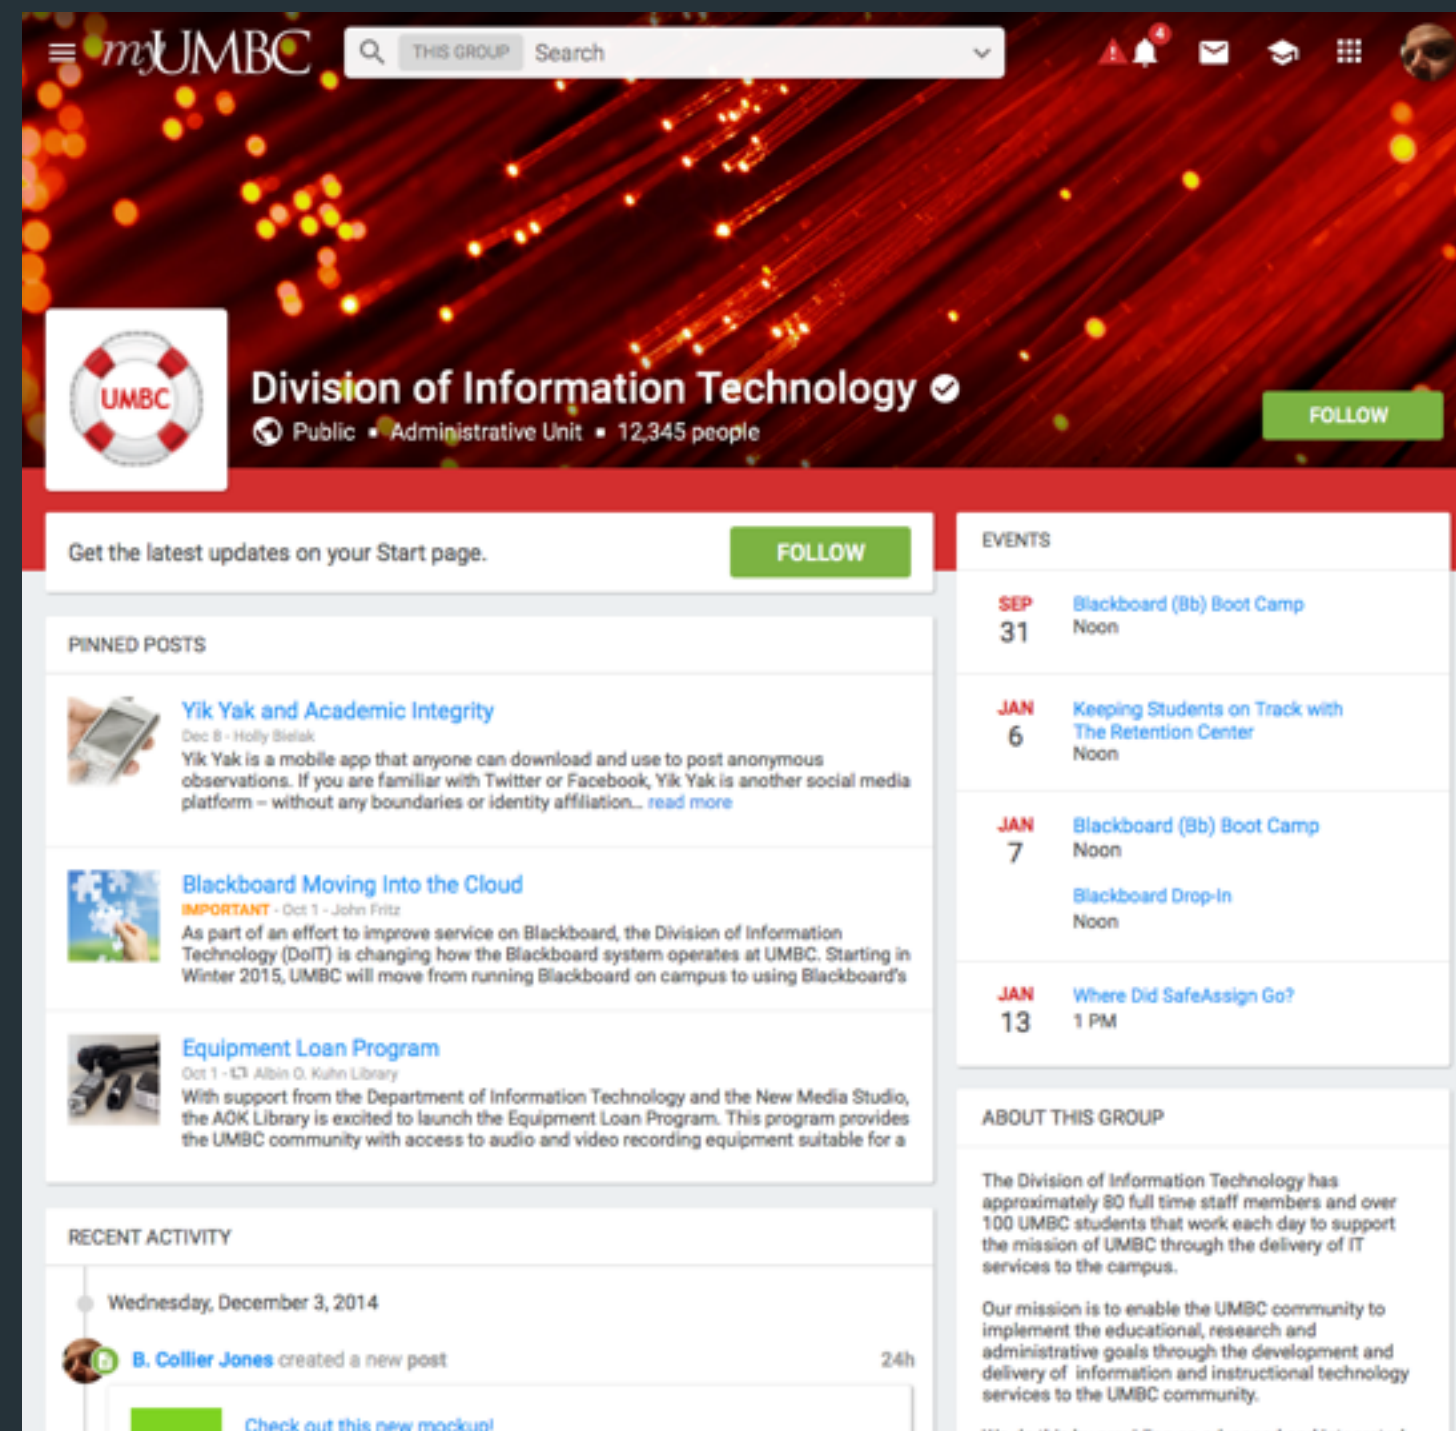 myUMBC
THIS GROUP Search
4
UMBC
Division of Information Technology
Public ▪ Administrative Unit ▪ 12,345 people
FOLLOW
Get the latest updates on your Start page.
FOLLOW
PINNED POSTS
Yik Yak and Academic Integrity
Dec 8 - Holly Bielak
Yik Yak is a mobile app that anyone can download and use to post anonymous
observations. If you are familiar with Twitter or Facebook, Yik Yak is another social media
platform – without any boundaries or identity affiliation... read more
Blackboard Moving Into the Cloud
IMPORTANT - Oct 1 - John Fritz
As part of an effort to improve service on Blackboard, the Division of Information
Technology (DoIT) is changing how the Blackboard system operates at UMBC. Starting in
Winter 2015, UMBC will move from running Blackboard on campus to using Blackboard's
Equipment Loan Program
Oct 1 - Albin O. Kuhn Library
With support from the Department of Information Technology and the New Media Studio,
the AOK Library is excited to launch the Equipment Loan Program. This program provides
the UMBC community with access to audio and video recording equipment suitable for a
RECENT ACTIVITY
Wednesday, December 3, 2014
B. Collier Jones created a new post 24h
Check out this new mockup!
EVENTS
SEP
31
Blackboard (Bb) Boot Camp
Noon
JAN
6
Keeping Students on Track with
The Retention Center
Noon
JAN
7
Blackboard (Bb) Boot Camp
Noon
Blackboard Drop-In
Noon
JAN
13
Where Did SafeAssign Go?
1 PM
ABOUT THIS GROUP
The Division of Information Technology has
approximately 80 full time staff members and over
100 UMBC students that work each day to support
the mission of UMBC through the delivery of IT
services to the campus.
Our mission is to enable the UMBC community to
implement the educational, research and
administrative goals through the development and
delivery of information and instructional technology
services to the UMBC community.